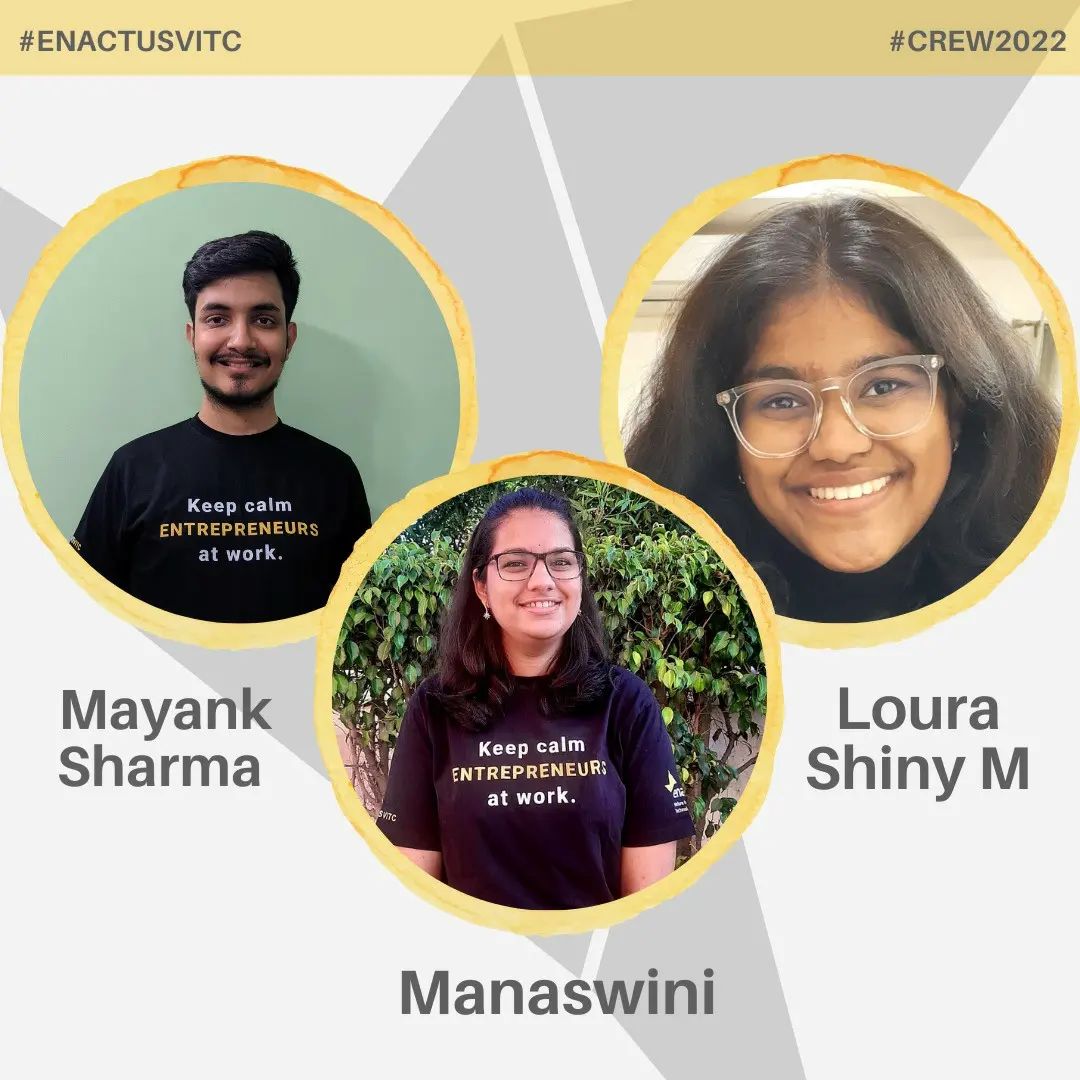 #ENACTUSVITC
#CREW2022
Keep calm
ENTREPRENEURS
at work.
Mayank
Sharma
Loura
Shiny M
Keep calm
ENTREPRENEURS
at work.
Manaswini